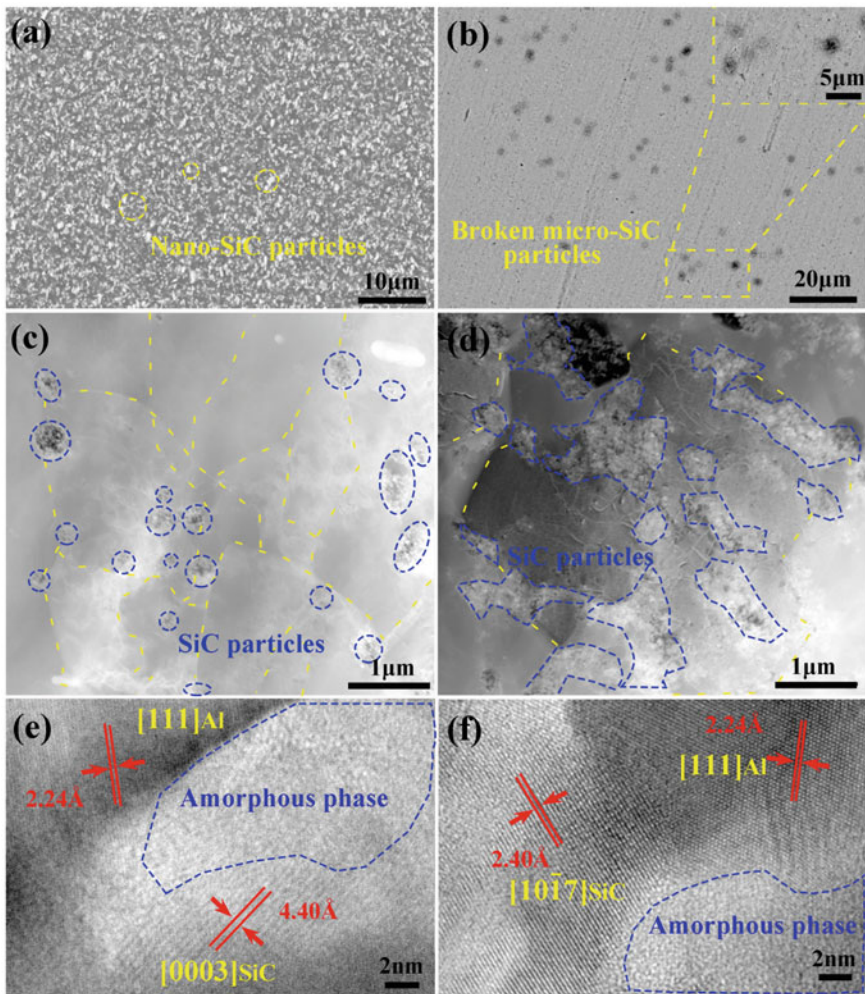 (a)
Nano-SiC particles
10μm
(b)
5μm
Broken micro-SiC
particles
20μm
(c)
SiC particles
1μm
(d)
SiC particles
1μm
(e)
[111]Al
2.24Å
Amorphous phase
4.40Å
[0003]SiC
2nm
(f)
2.24Å
[111]Al
2.40Å
[101̄7]SiC
Amorphous phase
2nm